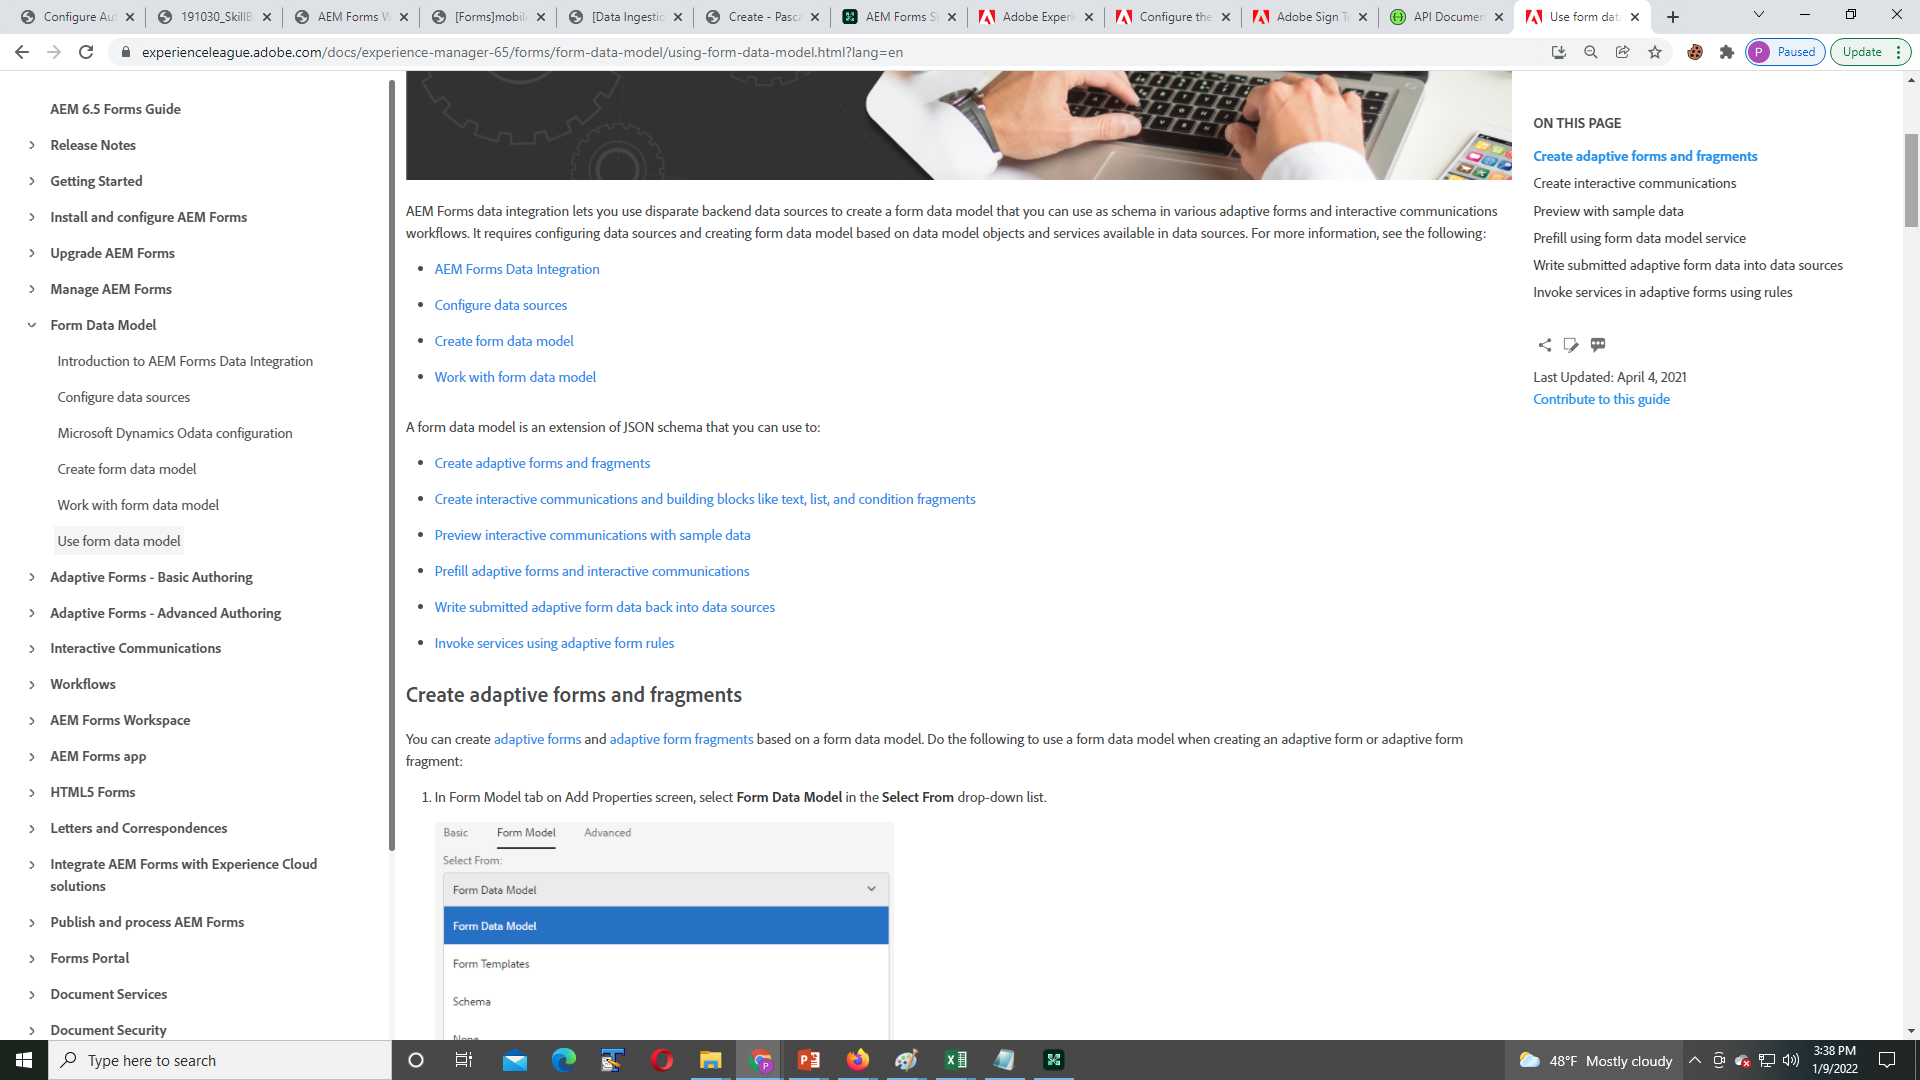 Configure Aut
191030_SkillB
AEM Forms W
[Forms]mobil
[Data Ingestic
Create - Pasca
AEM Forms S
Adobe Experi
Configure the
Adobe Sign T
API Documen
Use form data
experienceleague.adobe.com/docs/experience-manager-65/forms/form-data-model/using-form-data-model.html?lang=en
P
Paused
Update
AEM 6.5 Forms Guide
Release Notes
Getting Started
Install and configure AEM Forms
Upgrade AEM Forms
Manage AEM Forms
Form Data Model
Introduction to AEM Forms Data Integration
Configure data sources
Microsoft Dynamics Odata configuration
Create form data model
Work with form data model
Use form data model
Adaptive Forms - Basic Authoring
Adaptive Forms - Advanced Authoring
Interactive Communications
Workflows
AEM Forms Workspace
AEM Forms app
HTML5 Forms
Letters and Correspondences
Integrate AEM Forms with Experience Cloud
solutions
Publish and process AEM Forms
Forms Portal
Document Services
Document Security
AEM Forms data integration lets you use disparate backend data sources to create a form data model that you can use as schema in various adaptive forms and interactive communications
workflows. It requires configuring data sources and creating form data model based on data model objects and services available in data sources. For more information, see the following:
• AEM Forms Data Integration
• Configure data sources
• Create form data model
• Work with form data model
A form data model is an extension of JSON schema that you can use to:
• Create adaptive forms and fragments
• Create interactive communications and building blocks like text, list, and condition fragments
• Preview interactive communications with sample data
• Prefill adaptive forms and interactive communications
• Write submitted adaptive form data back into data sources
• Invoke services using adaptive form rules
Create adaptive forms and fragments
You can create adaptive forms and adaptive form fragments based on a form data model. Do the following to use a form data model when creating an adaptive form or adaptive form
fragment:
1. In Form Model tab on Add Properties screen, select Form Data Model in the Select From drop-down list.
Basic
Form Model
Advanced
Select From:
Form Data Model
Form Data Model
Form Templates
Schema
None
ON THIS PAGE
Create adaptive forms and fragments
Create interactive communications
Preview with sample data
Prefill using form data model service
Write submitted adaptive form data into data sources
Invoke services in adaptive forms using rules
Last Updated: April 4, 2021
Contribute to this guide
Type here to search
48°F Mostly cloudy
3:38 PM
1/9/2022